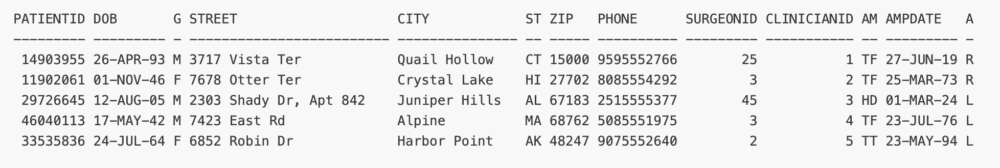 PATIENTID DOB       G STREET                    CITY            ST ZIP   PHONE      SURGEONID CLINICIANID AM AMPDATE   A
--------- --------- - ------------------------- --------------- -- ----- ---------- --------- ----------- -- --------- -
 14903955 26-APR-93 M 3717 Vista Ter            Quail Hollow    CT 15000 9595552766        25           1 TF 27-JUN-19 R
 11902061 01-NOV-46 F 7678 Otter Ter            Crystal Lake    HI 27702 8085554292         3           2 TF 25-MAR-73 R
 29726645 12-AUG-05 M 2303 Shady Dr, Apt 842    Juniper Hills   AL 67183 2515555377        45           3 HD 01-MAR-24 L
 46040113 17-MAY-42 M 7423 East Rd              Alpine          MA 68762 5085551975         3           4 TF 23-JUL-76 L
 33535836 24-JUL-64 F 6852 Robin Dr             Harbor Point    AK 48247 9075552640         2           5 TT 23-MAY-94 L